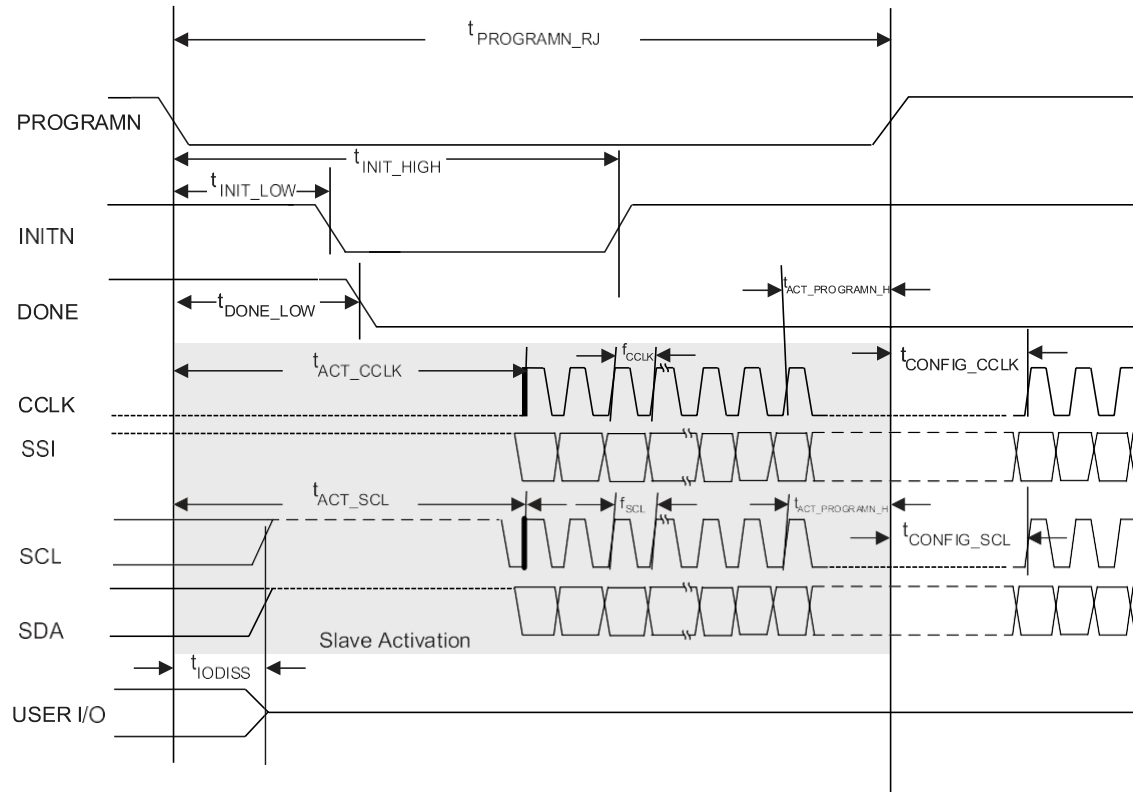 tPROGRAMN_RJ
PROGRAMN
tINIT_HIGH
tINIT_LOW
INITN
tACT_PROGRAMN_H
DONE
tDONE_LOW
tACT_CCLK
fCCLK
tCONFIG_CCLK
CCLK
SSI
tACT_SCL
fSCL
tACT_PROGRAMN_H
tCONFIG_SCL
SCL
SDA
Slave Activation
tIODISS
USER I/O